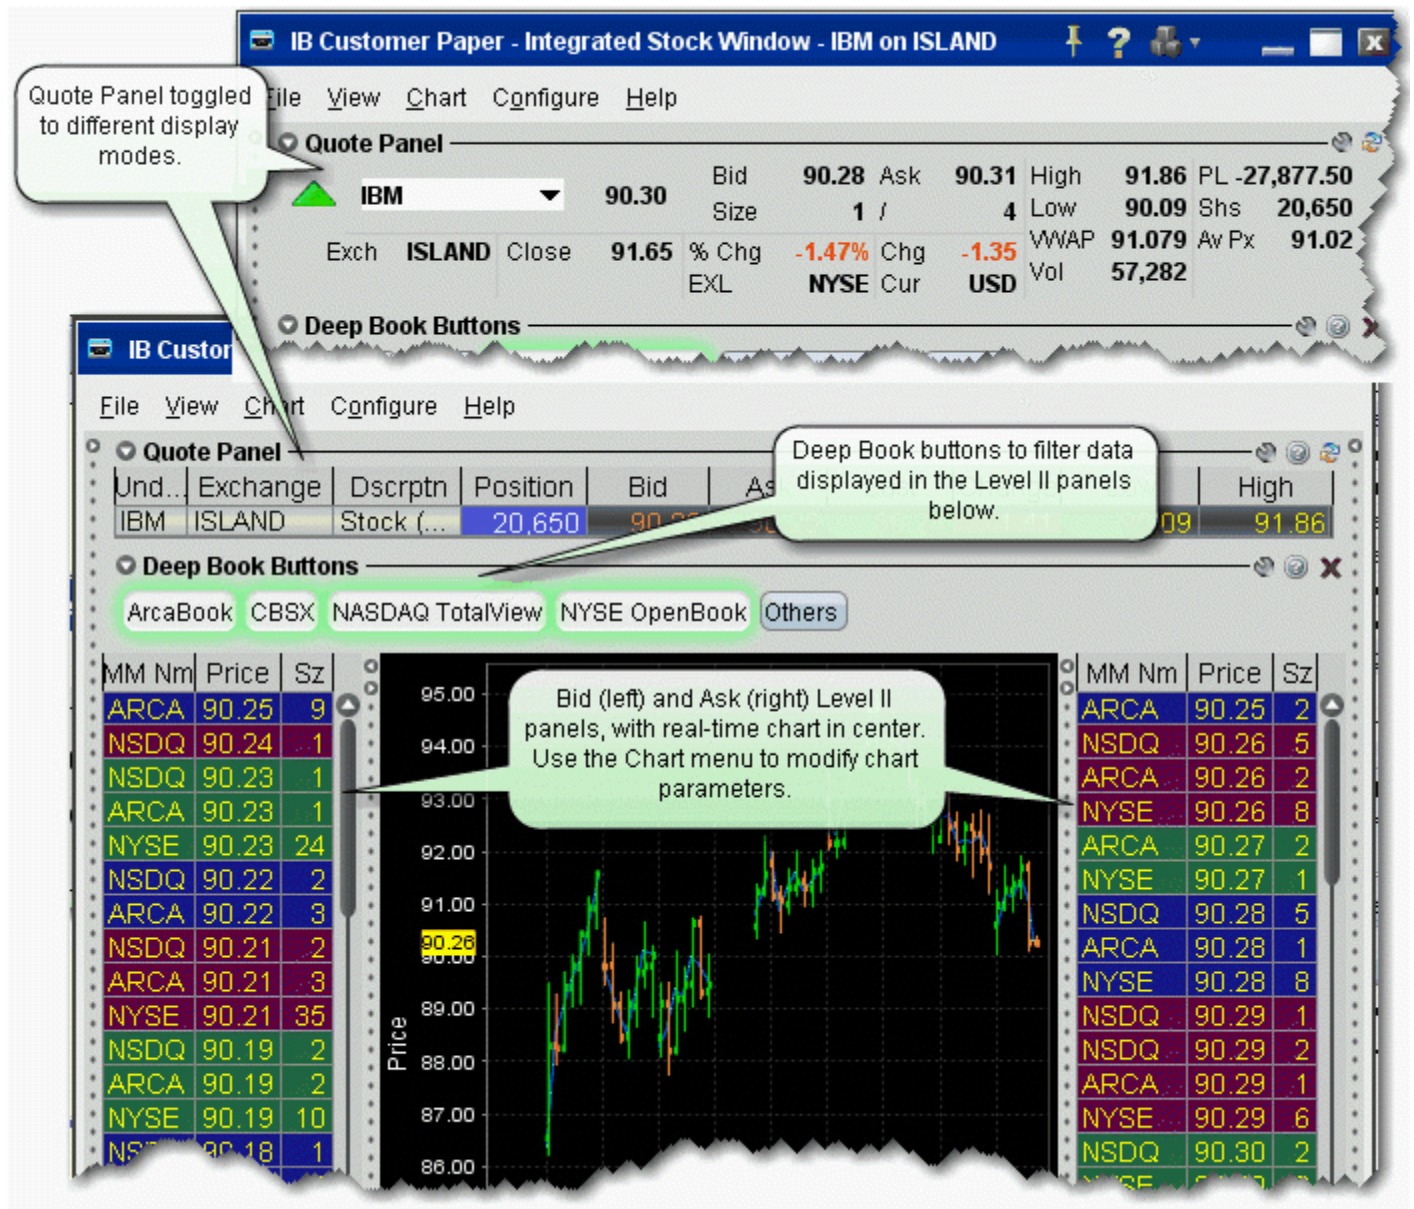 IB Customer Paper - Integrated Stock Window - IBM on ISLAND
Quote Panel toggled
to different display
modes.
File View Chart Configure Help
Quote Panel
IBM 90.30 Bid 90.28 Ask 90.31 High 91.86 PL -27,877.50
Size 1 / 4 Low 90.09 Shs 20,650
Exch ISLAND Close 91.65 % Chg -1.47% Chg -1.35 VWAP 91.079 Av Px 91.02
EXL NYSE Cur USD Vol 57,282
Deep Book Buttons
IB Custor
File View Chart Configure Help
Quote Panel
Deep Book buttons to filter data
displayed in the Level II panels
below.
Und... Exchange Dscrptn Position Bid High
IBM ISLAND Stock (... 20,650 09 91.86
Deep Book Buttons
ArcaBook CBSX NASDAQ TotalView NYSE OpenBook Others
Bid (left) and Ask (right) Level II
panels, with real-time chart in center.
Use the Chart menu to modify chart
parameters.
MM Nm Price Sz
ARCA 90.25 9
NSDQ 90.24 1
NSDQ 90.23 1
ARCA 90.23 1
NYSE 90.23 24
NSDQ 90.22 2
ARCA 90.22 3
NSDQ 90.21 2
ARCA 90.21 3
NYSE 90.21 35
NSDQ 90.19 2
ARCA 90.19 2
NYSE 90.19 10
90.18 1
95.00
94.00
93.00
92.00
91.00
90.26
90.00
89.00
88.00
87.00
86.00
Price
MM Nm Price Sz
ARCA 90.25 2
NSDQ 90.26 5
ARCA 90.26 2
NYSE 90.26 8
ARCA 90.27 2
NYSE 90.27 1
NSDQ 90.28 5
ARCA 90.28 1
NYSE 90.28 8
NSDQ 90.29 1
NSDQ 90.29 2
ARCA 90.29 1
NYSE 90.29 6
NSDQ 90.30 2